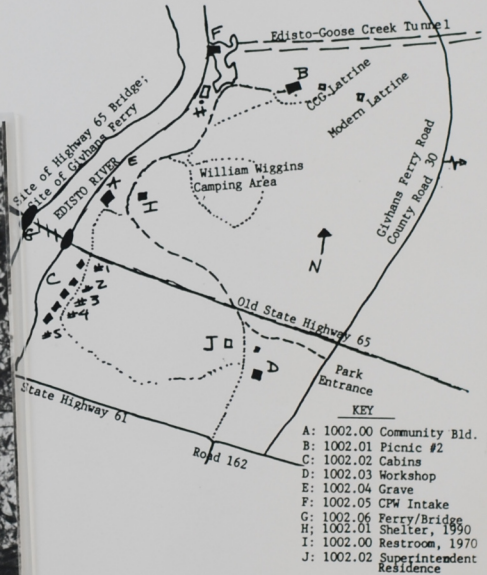 F
Edisto-Goose Creek Tunnel
B
CCC-Latrine
Modern Latrine
H
Site of Highway 65 Bridge;
Site of Givhans Ferry
EDISTO RIVER
E
William Wiggins
Camping Area
Givhans Ferry Road
County Road 30
I
G
N
C
#1
#2
#3
#4
#5
Old State Highway 65
J
D
Park
Entrance
State Highway 61
Road 162
KEY
A: 1002.00 Community Bld.
B: 1002.01 Picnic #2
C: 1002.02 Cabins
D: 1002.03 Workshop
E: 1002.04 Grave
F: 1002.05 CPW Intake
G: 1002.06 Ferry/Bridge
H; 1002.01 Shelter, 1990
I: 1002.00 Restroom, 1970
J: 1002.02 Superintendent
Residence